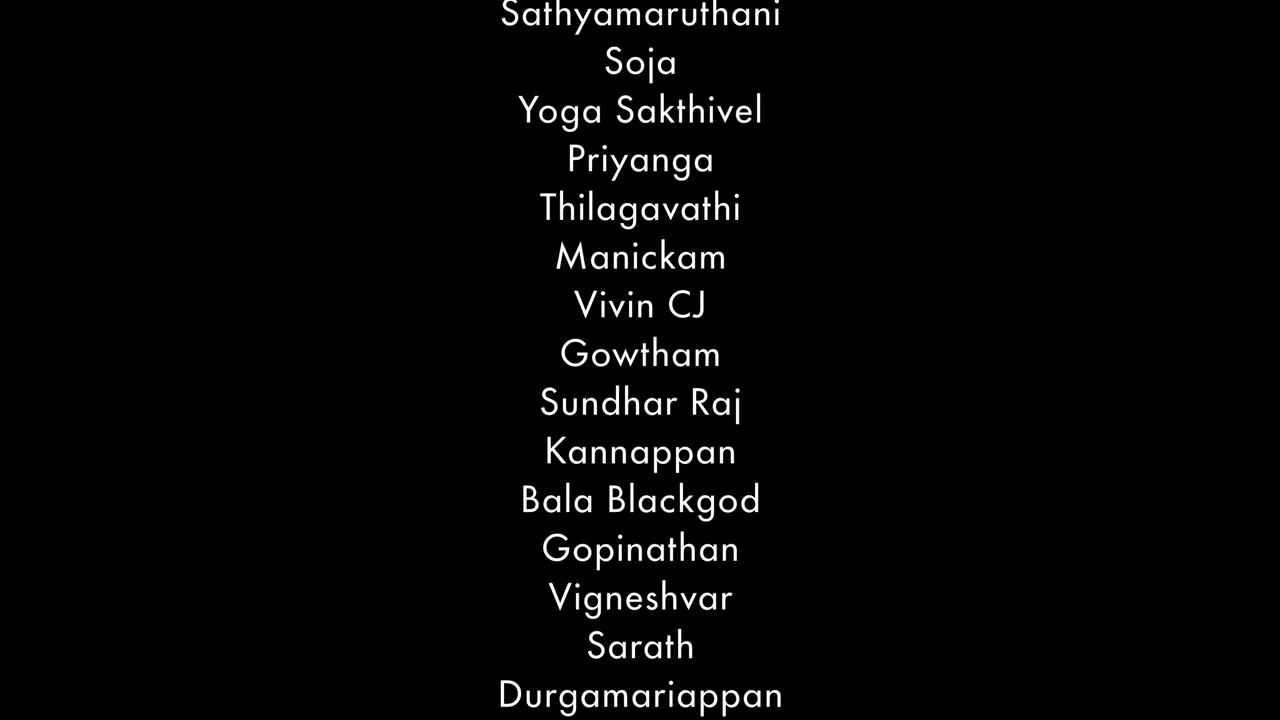 Sathyamaruthani
Soja
Yoga Sakthivel
Priyanga
Thilagavathi
Manickam
Vivin CJ
Gowtham
Sundhar Raj
Kannappan
Bala Blackgod
Gopinathan
Vigneshvar
Sarath
Durgamariappan